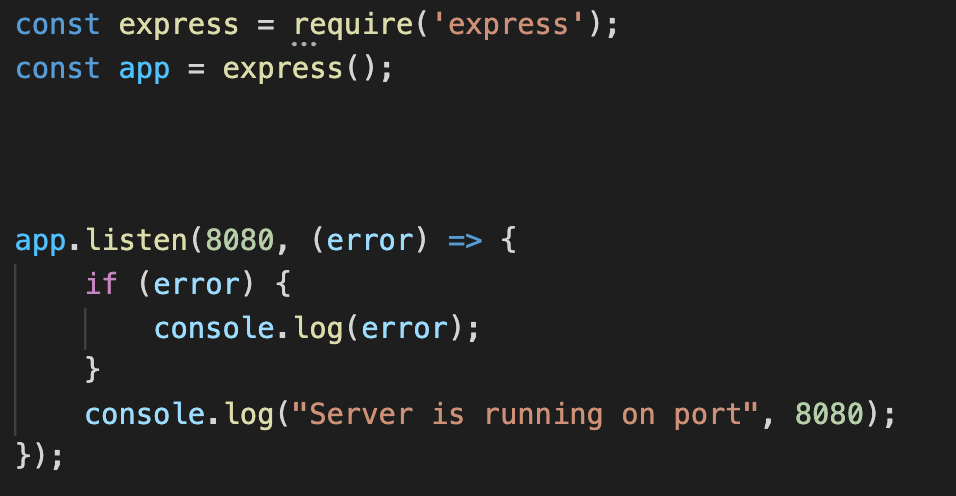 const express = require('express');
const app = express();
app.listen(8080, (error) => {
    if (error) {
        console.log(error);
    }
    console.log("Server is running on port", 8080);
});